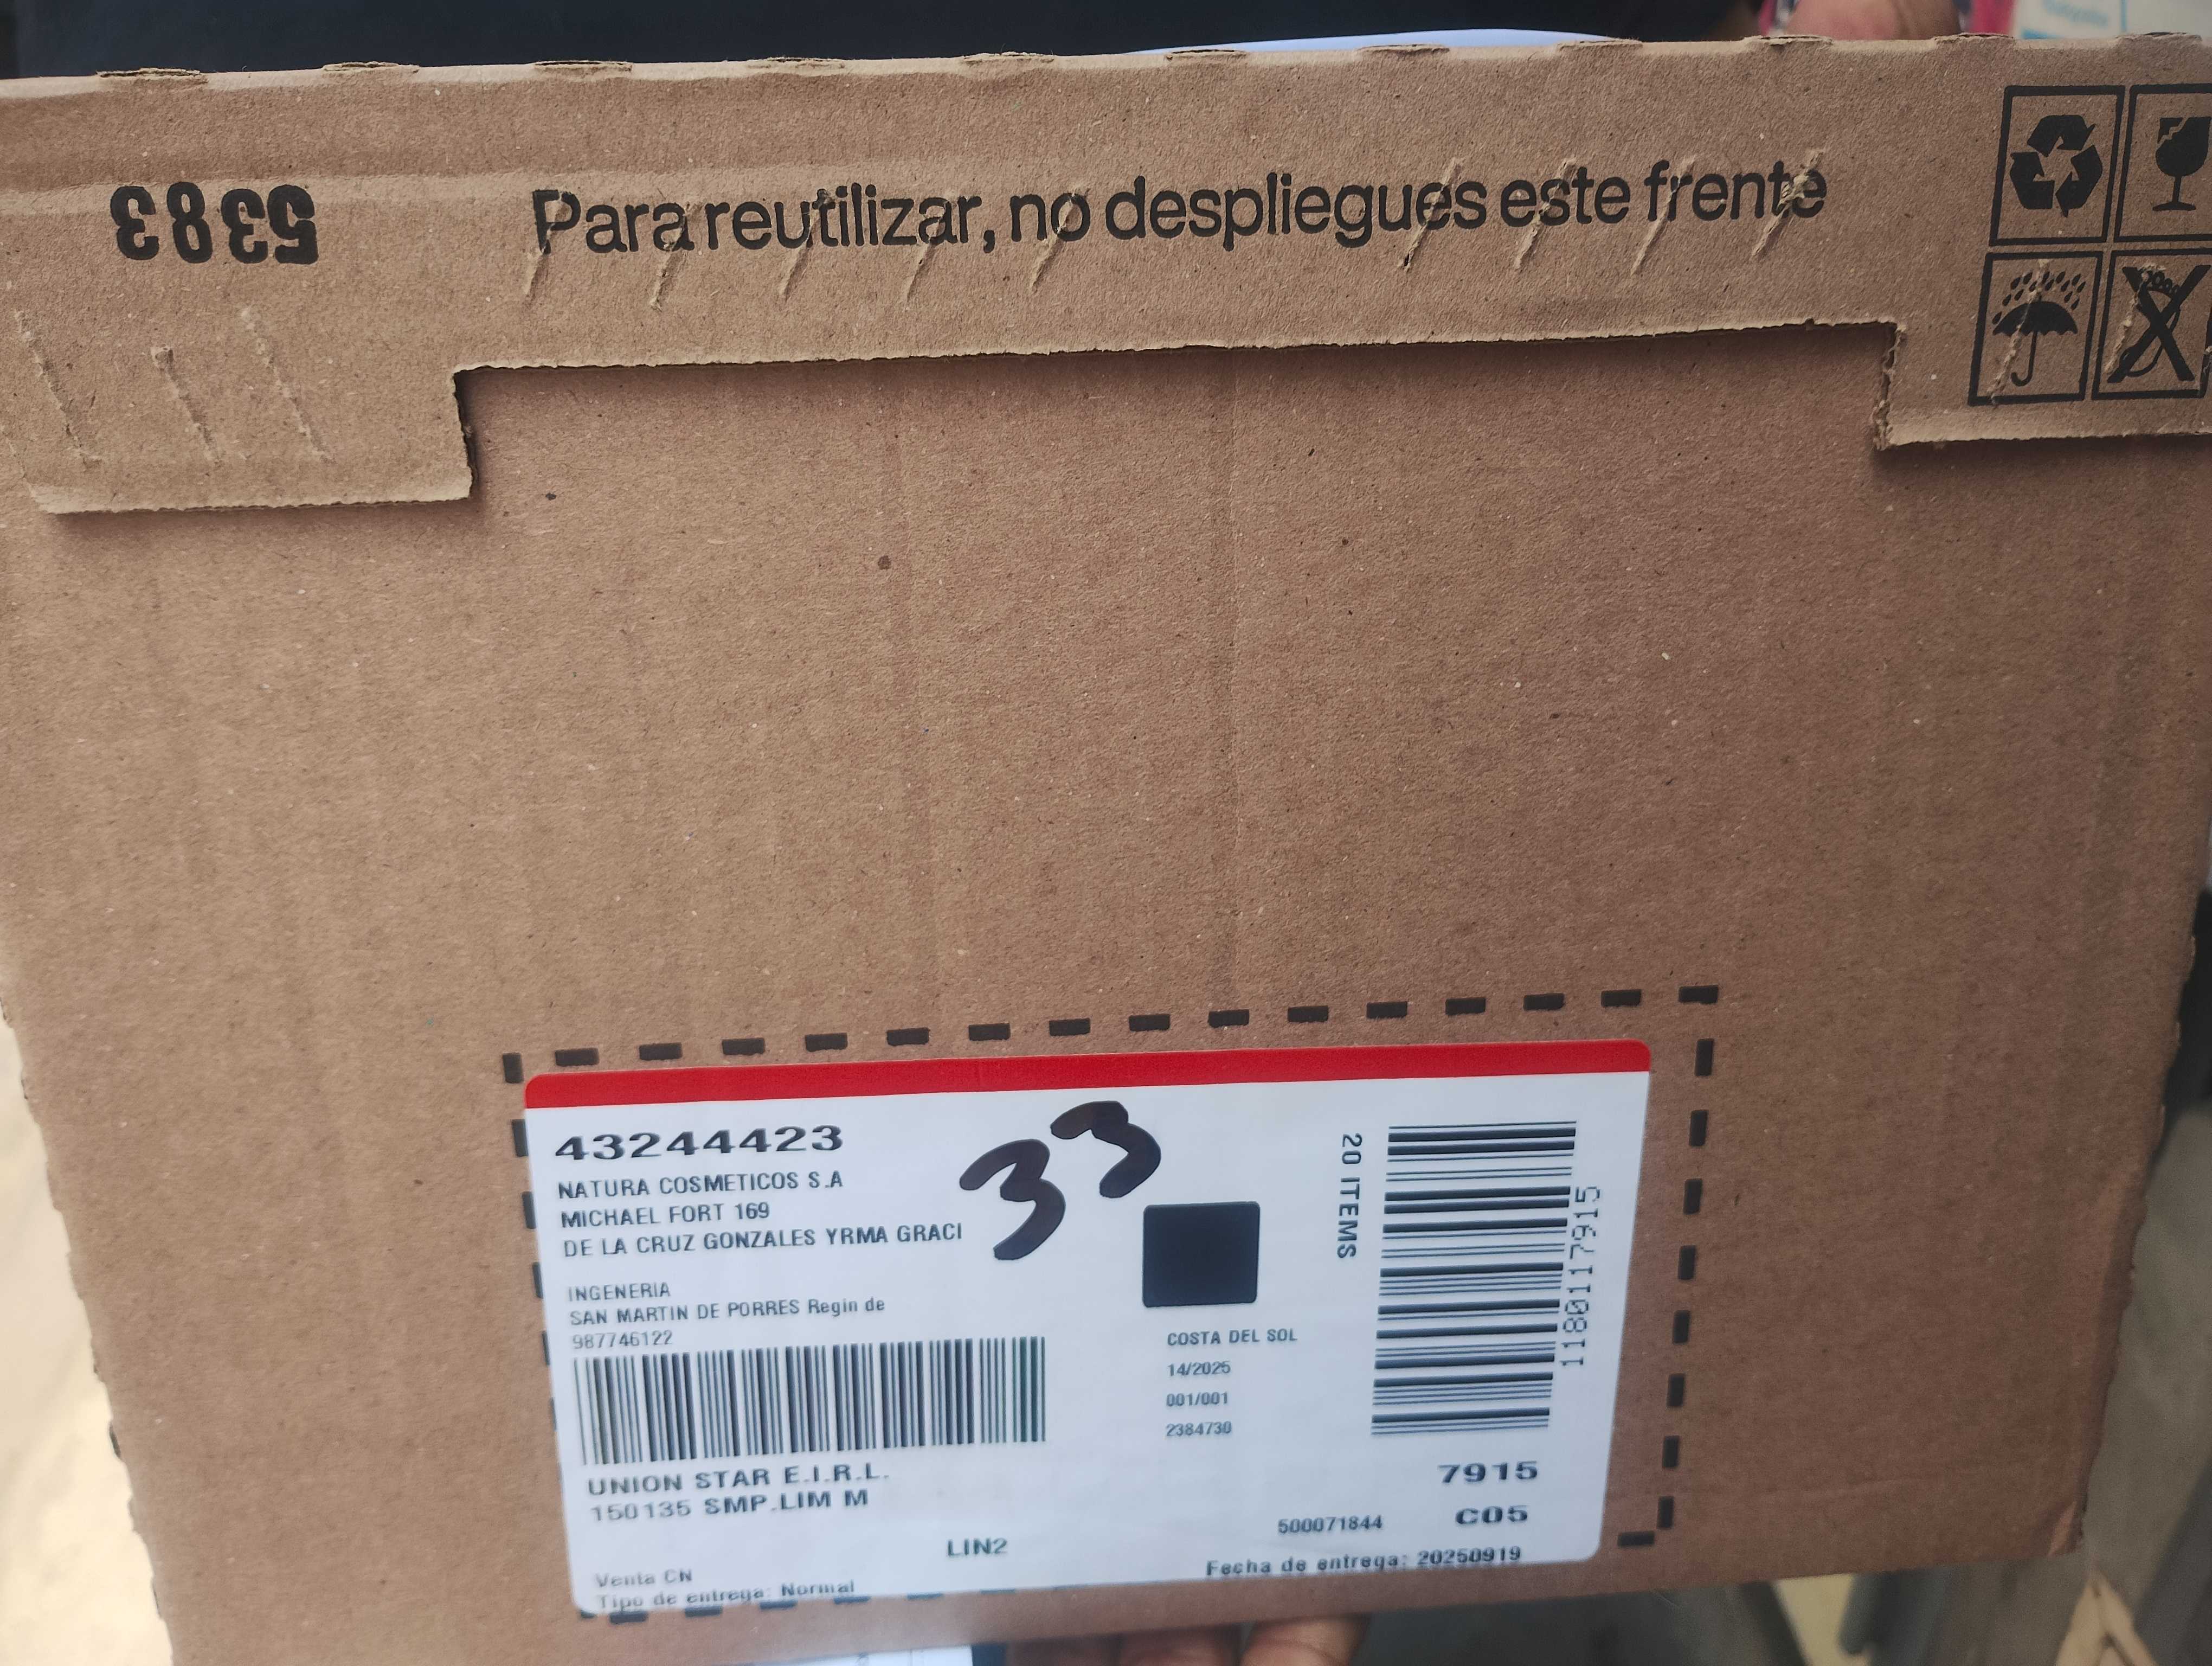 5383
Para reutilizar, no despliegues este frente
43244423
NATURA COSMETICOS S.A
MICHAEL FORT 169
DE LA CRUZ GONZALES YRMA GRACI
33
INGENERIA
SAN MARTIN DE PORRES Regin de
987746122
UNION STAR E.I.R.L.
150135 SMP.LIM M
LIN2
Venta CN
Tipo de entrega: Normal
COSTA DEL SOL
14/2025
001/001
2384730
20 ITEMS
11801117915
7915
C05
500071844
Fecha de entrega: 20250919